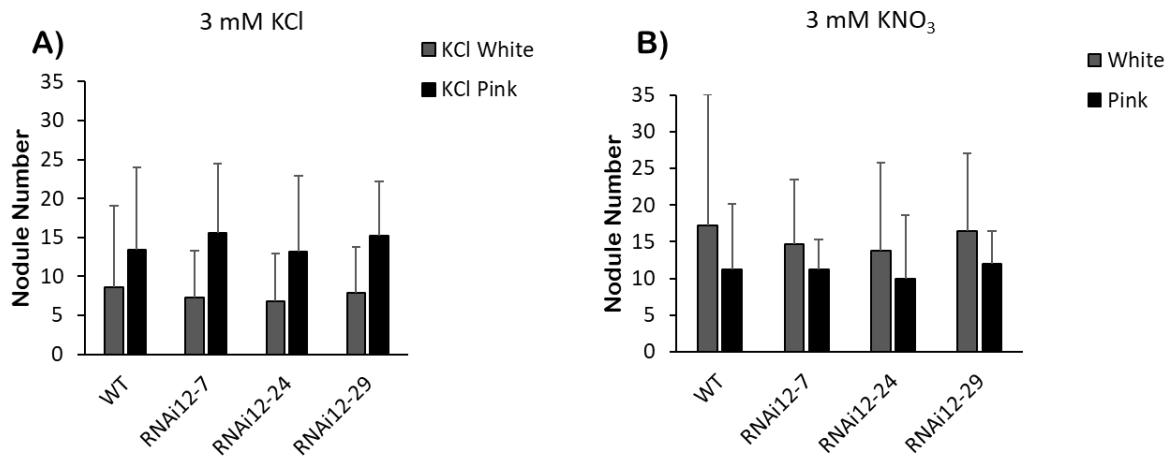 A)
3 mM KCl
KCl White
KCl Pink
Nodule Number
35
30
25
20
15
10
5
0
WT
RNAi12-7
RNAi12-24
RNAi12-29
B)
3 mM KNO₃
White
Pink
Nodule Number
35
30
25
20
15
10
5
0
WT
RNAi12-7
RNAi12-24
RNAi12-29